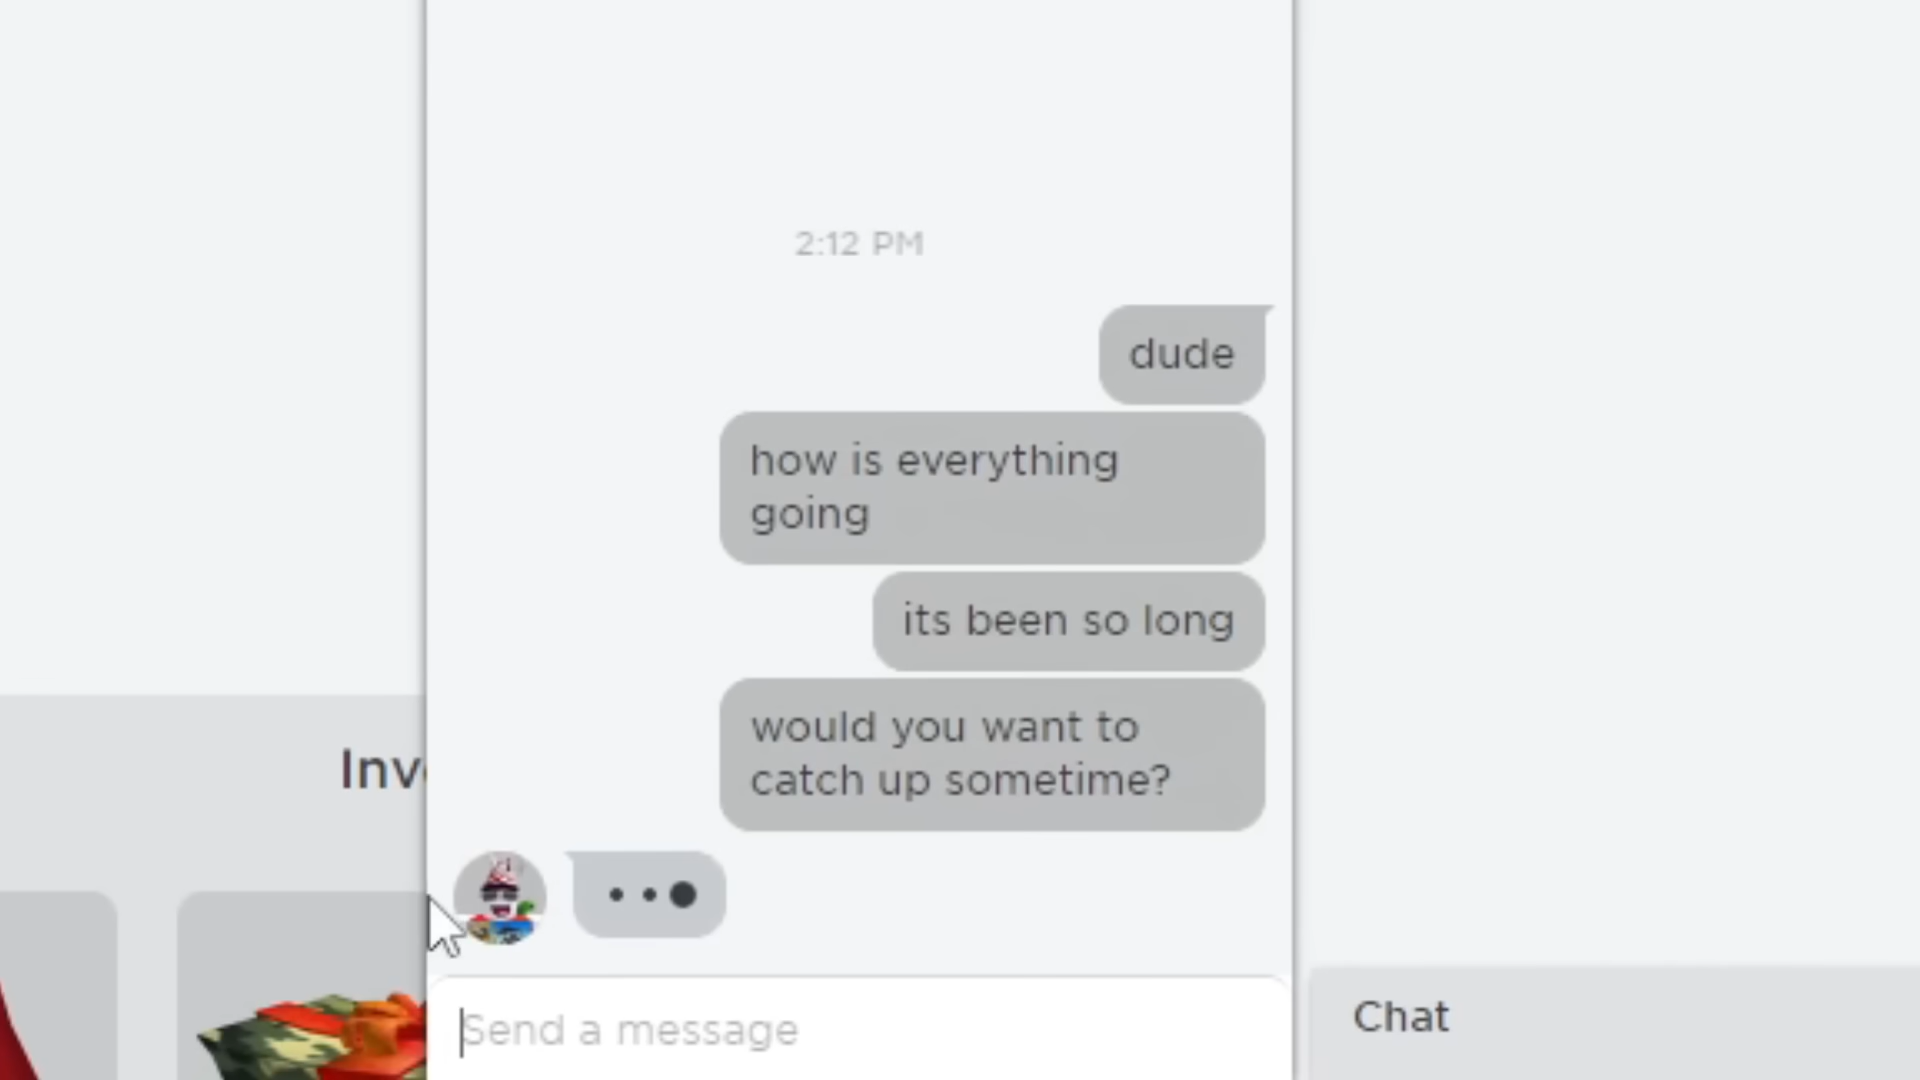 2:12 PM
dude
how is everything
going
its been so long
would you want to
catch up sometime?
Send a message
Chat